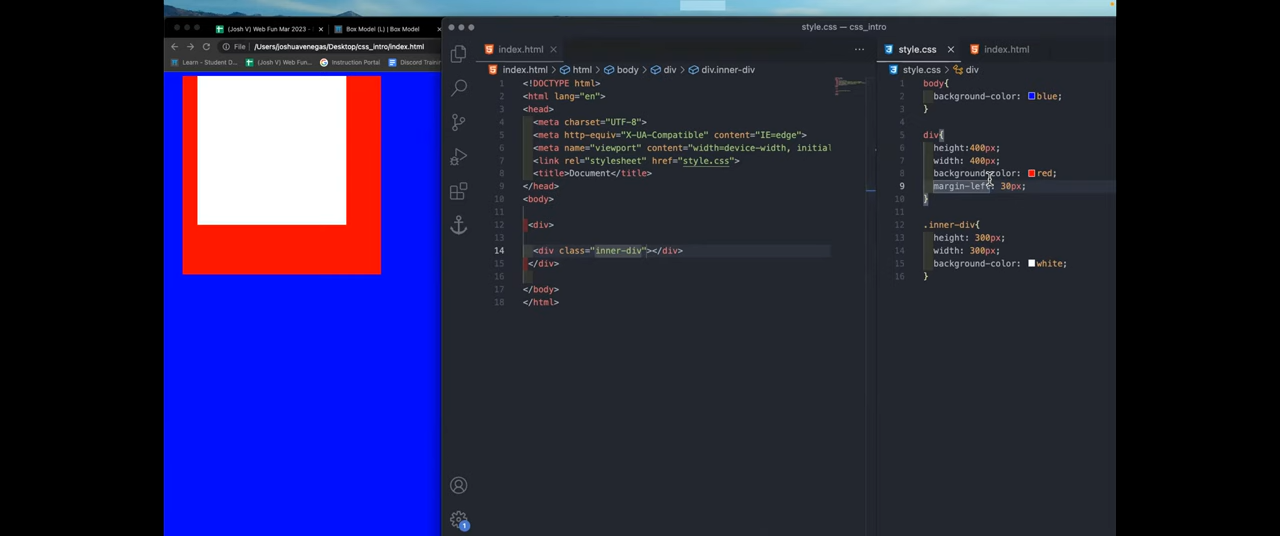 style.css — css_intro
(Josh V) Web Fun Mar 2023 - ×
Box Model (L) | Box Model ×
File | /Users/joshuavenegas/Desktop/css_intro/index.html
Learn - Student D...
(Josh V) Web Fun...
Instruction Portal
Discord Trainin
index.html ×
index.html > html > body > div > div.inner-div
1 <!DOCTYPE html>
2 <html lang="en">
3 <head>
4 <meta charset="UTF-8">
5 <meta http-equiv="X-UA-Compatible" content="IE=edge">
6 <meta name="viewport" content="width=device-width, initial
7 <link rel="stylesheet" href="style.css">
8 <title>Document</title>
9 </head>
10 <body>
11
12 <div>
13
14 <div class="inner-div"></div>
15 </div>
16
17 </body>
18 </html>
style.css ×
index.html
style.css > div
1 body{
2 background-color: blue;
3 }
4
5 div{
6 height:400px;
7 width: 400px;
8 background-color: red;
9 margin-left: 30px;
10 }
11
12 .inner-div{
13 height: 300px;
14 width: 300px;
15 background-color: white;
16 }
1